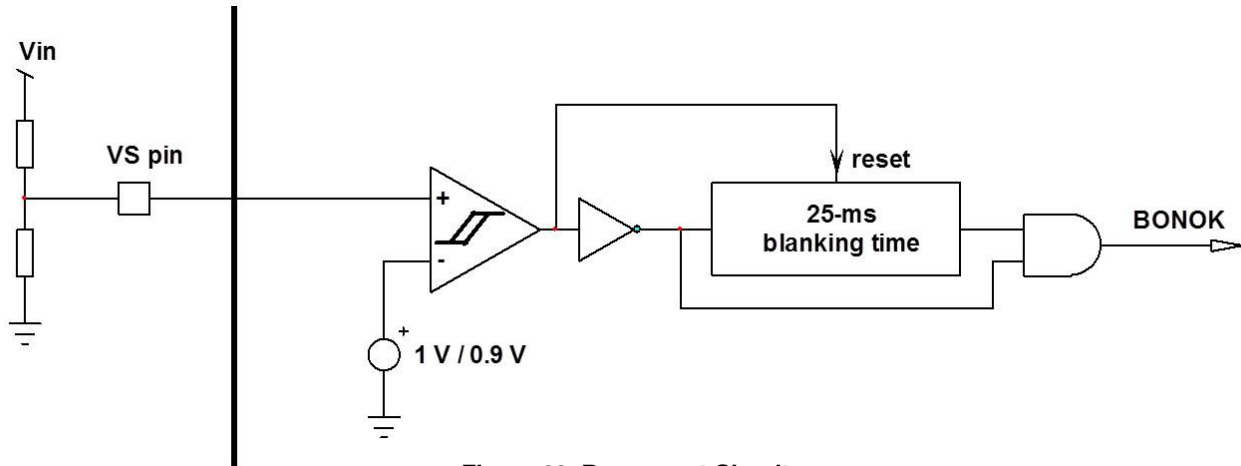 Vin
VS pin
+
-
+
1 V / 0.9 V
reset
25-ms
blanking time
BONOK